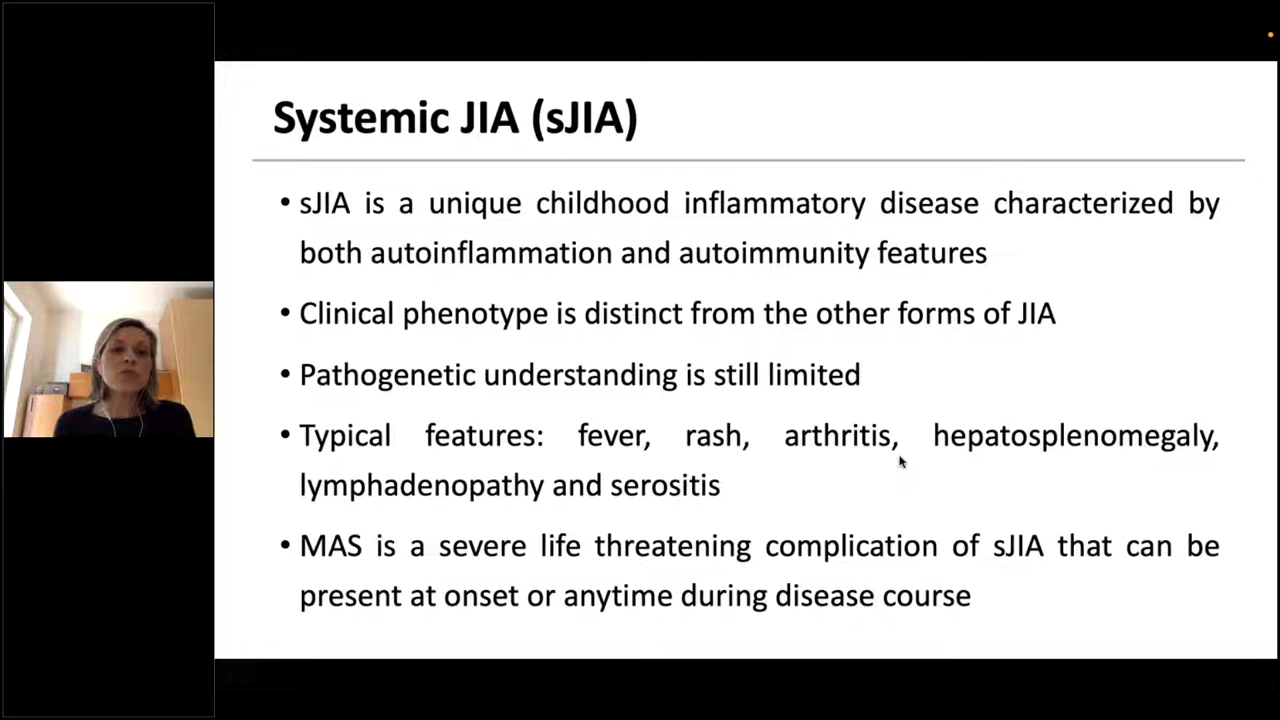 Systemic JIA (sJIA)
• sJIA is a unique childhood inflammatory disease characterized by
both autoinflammation and autoimmunity features
• Clinical phenotype is distinct from the other forms of JIA
• Pathogenetic understanding is still limited
• Typical features: fever, rash, arthritis, hepatosplenomegaly,
lymphadenopathy and serositis
• MAS is a severe life threatening complication of sJIA that can be
present at onset or anytime during disease course